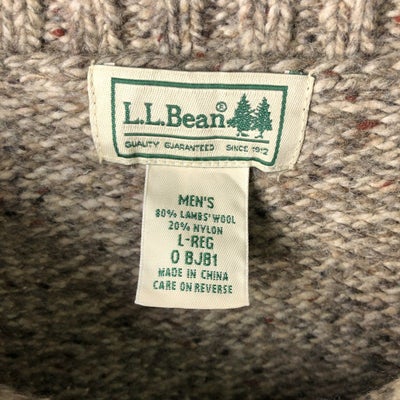 L.L.Bean®
QUALITY GUARANTEED SINCE 1912
MEN'S
80% LAMBS' WOOL
20% NYLON
L-REG
0 BJB1
MADE IN CHINA
CARE ON REVERSE